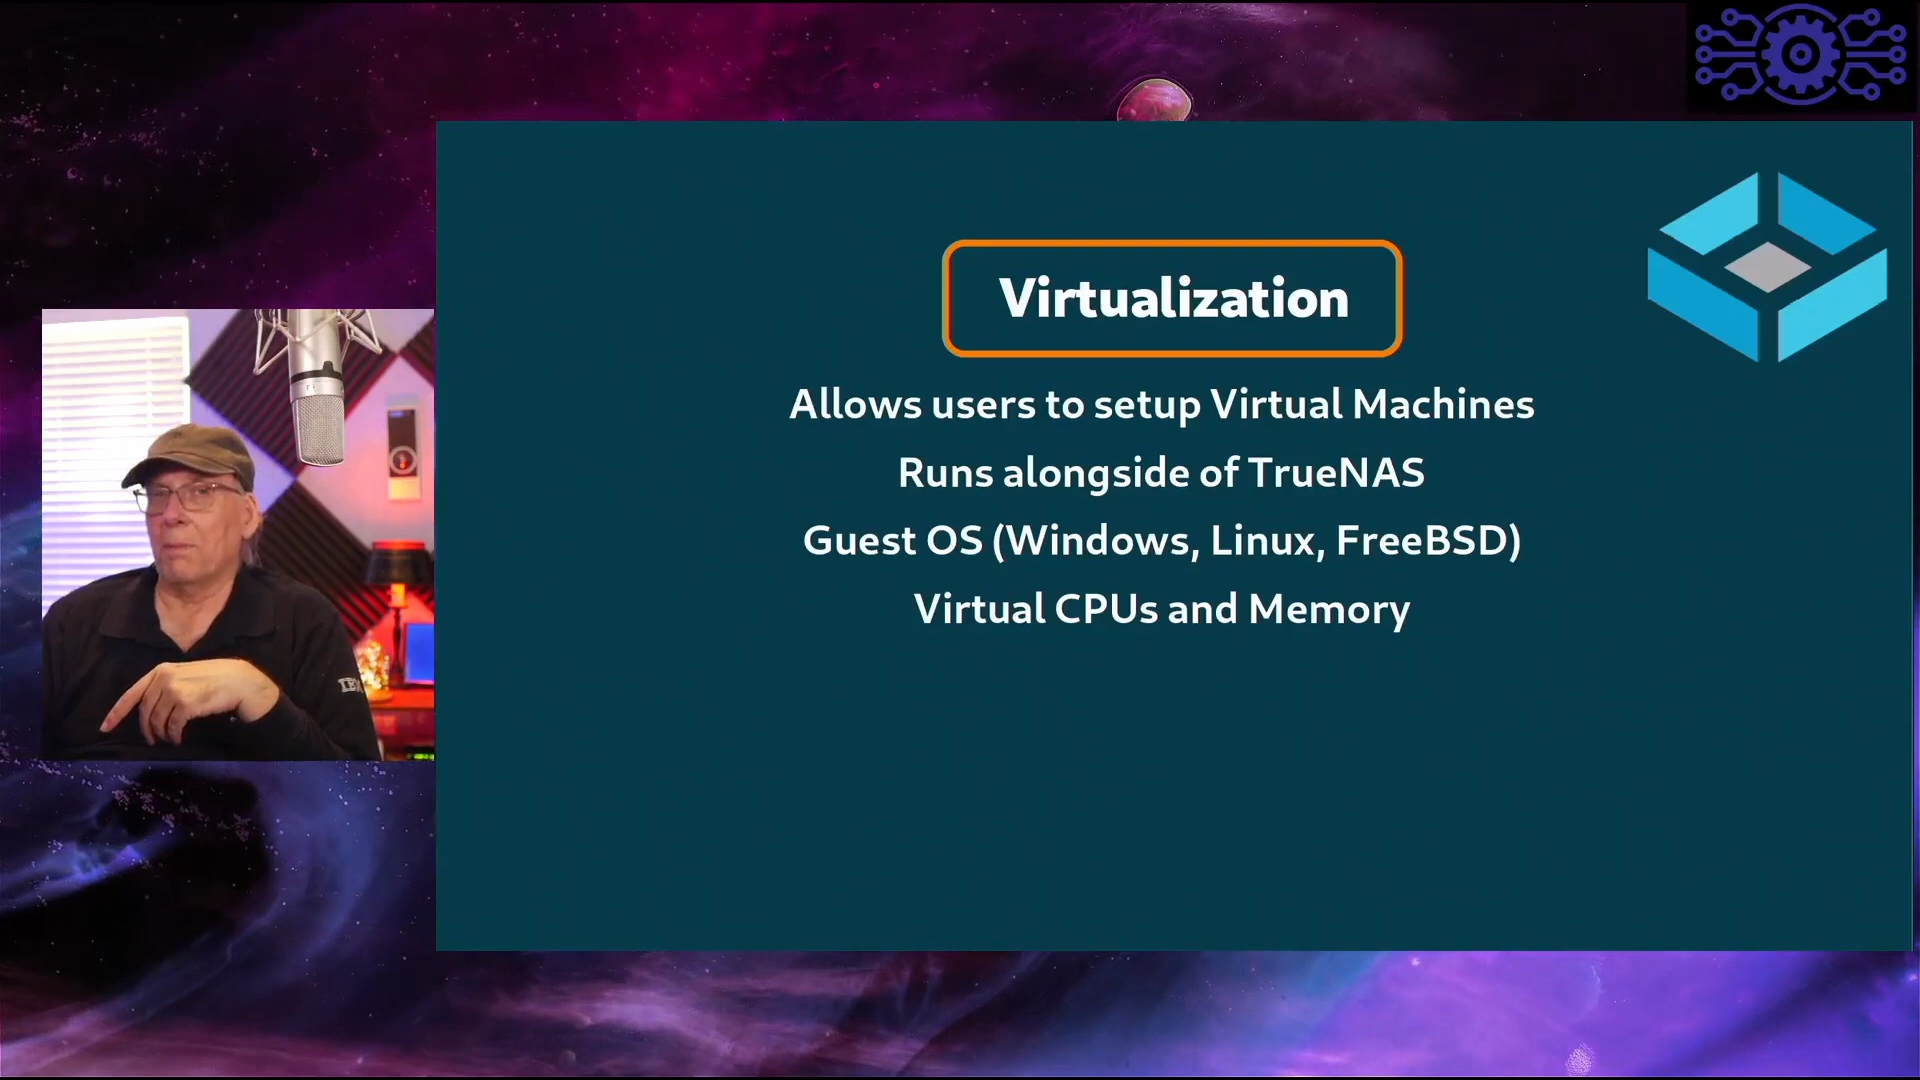 Virtualization
Allows users to setup Virtual Machines
Runs alongside of TrueNAS
Guest OS (Windows, Linux, FreeBSD)
Virtual CPUs and Memory